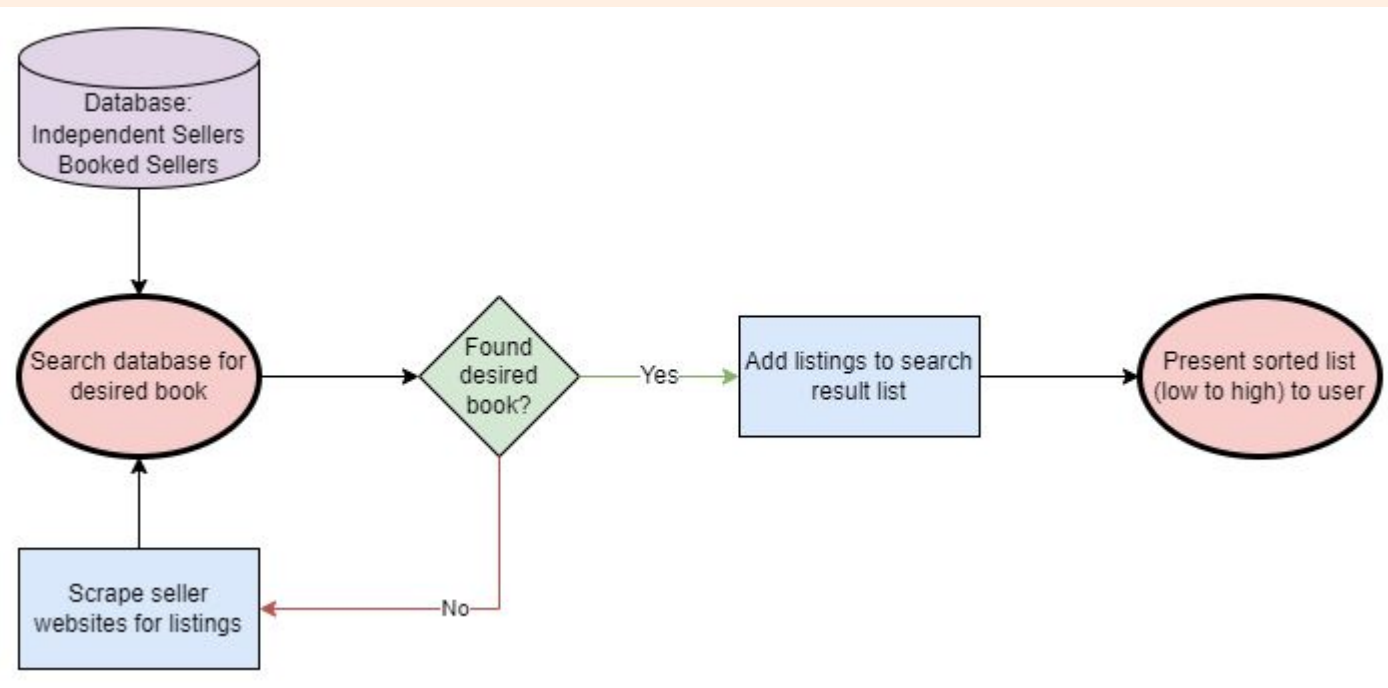 Database:
Independent Sellers
Booked Sellers
Search database for
desired book
Found
desired
book?
Yes
Add listings to search
result list
Present sorted list
(low to high) to user
No
Scrape seller
websites for listings